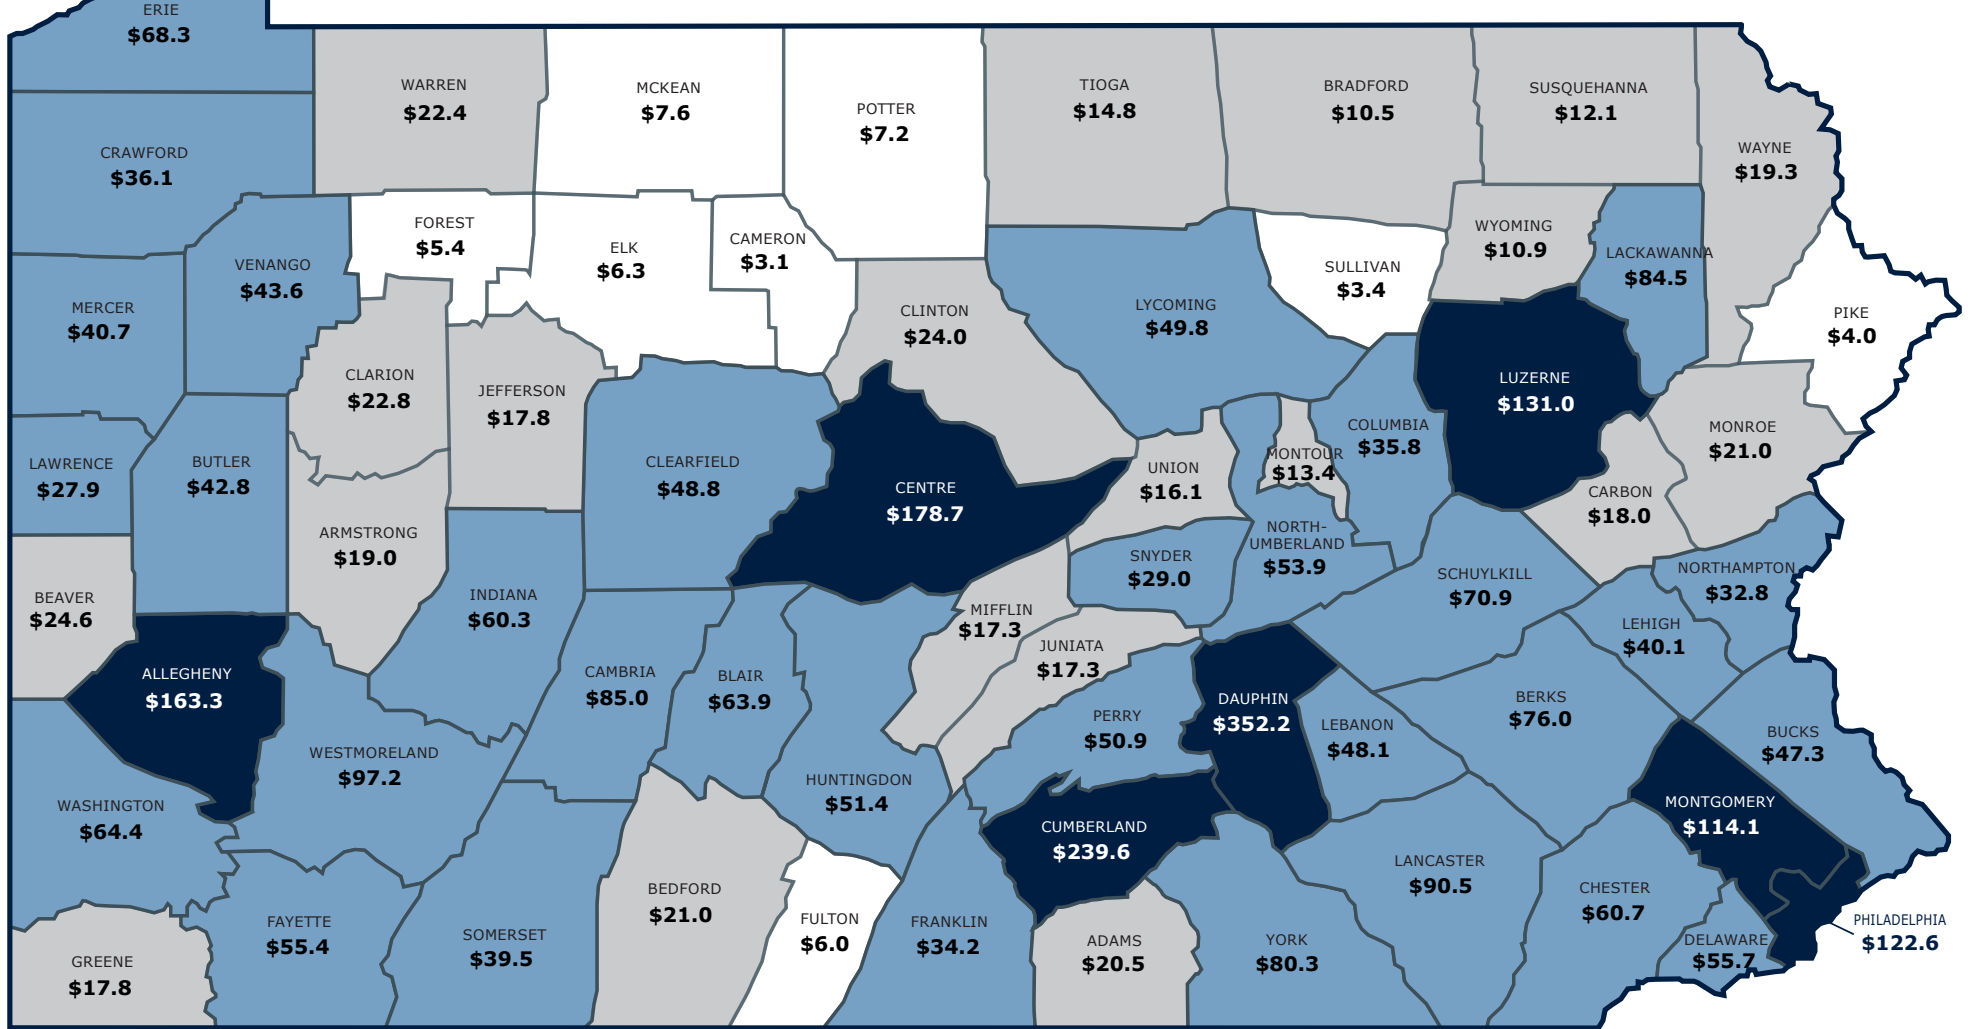 ERIE
$68.3
WARREN
$22.4
MCKEAN
$7.6
POTTER
$7.2
TIOGA
$14.8
BRADFORD
$10.5
SUSQUEHANNA
$12.1
WAYNE
$19.3
CRAWFORD
$36.1
FOREST
$5.4
ELK
$6.3
CAMERON
$3.1
SULLIVAN
$3.4
WYOMING
$10.9
LACKAWANNA
$84.5
VENANGO
$43.6
MERCER
$40.7
CLINTON
$24.0
LYCOMING
$49.8
PIKE
$4.0
CLARION
$22.8
JEFFERSON
$17.8
LUZERNE
$131.0
COLUMBIA
$35.8
MONROE
$21.0
LAWRENCE
$27.9
BUTLER
$42.8
CLEARFIELD
$48.8
CENTRE
$178.7
UNION
$16.1
MONTOUR
$13.4
CARBON
$18.0
ARMSTRONG
$19.0
NORTH-
UMBERLAND
$53.9
SNYDER
$29.0
SCHUYLKILL
$70.9
NORTHAMPTON
$32.8
BEAVER
$24.6
INDIANA
$60.3
MIFFLIN
$17.3
JUNIATA
$17.3
LEHIGH
$40.1
ALLEGHENY
$163.3
CAMBRIA
$85.0
BLAIR
$63.9
PERRY
$50.9
DAUPHIN
$352.2
LEBANON
$48.1
BERKS
$76.0
BUCKS
$47.3
WESTMORELAND
$97.2
HUNTINGDON
$51.4
WASHINGTON
$64.4
CUMBERLAND
$239.6
MONTGOMERY
$114.1
LANCASTER
$90.5
CHESTER
$60.7
BEDFORD
$21.0
FULTON
$6.0
FRANKLIN
$34.2
ADAMS
$20.5
YORK
$80.3
DELAWARE
$55.7
PHILADELPHIA
$122.6
FAYETTE
$55.4
SOMERSET
$39.5
GREENE
$17.8